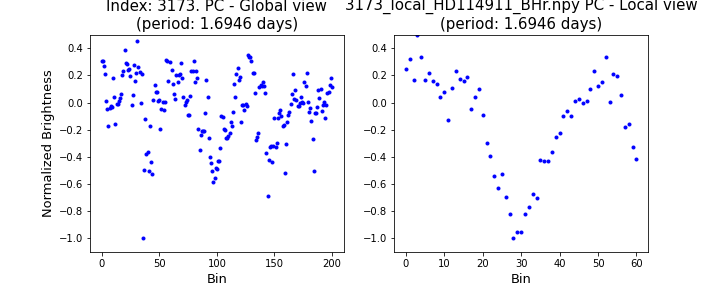 Index: 3173. PC - Global view
(period: 1.6946 days)
3173_local_HD114911_BHr.npy PC - Local view
(period: 1.6946 days)
Normalized Brightness
0.4
0.2
0.0
−0.2
−0.4
−0.6
−0.8
−1.0
0 50 100 150 200
Bin
0.4
0.2
0.0
−0.2
−0.4
−0.6
−0.8
−1.0
0 10 20 30 40 50 60
Bin